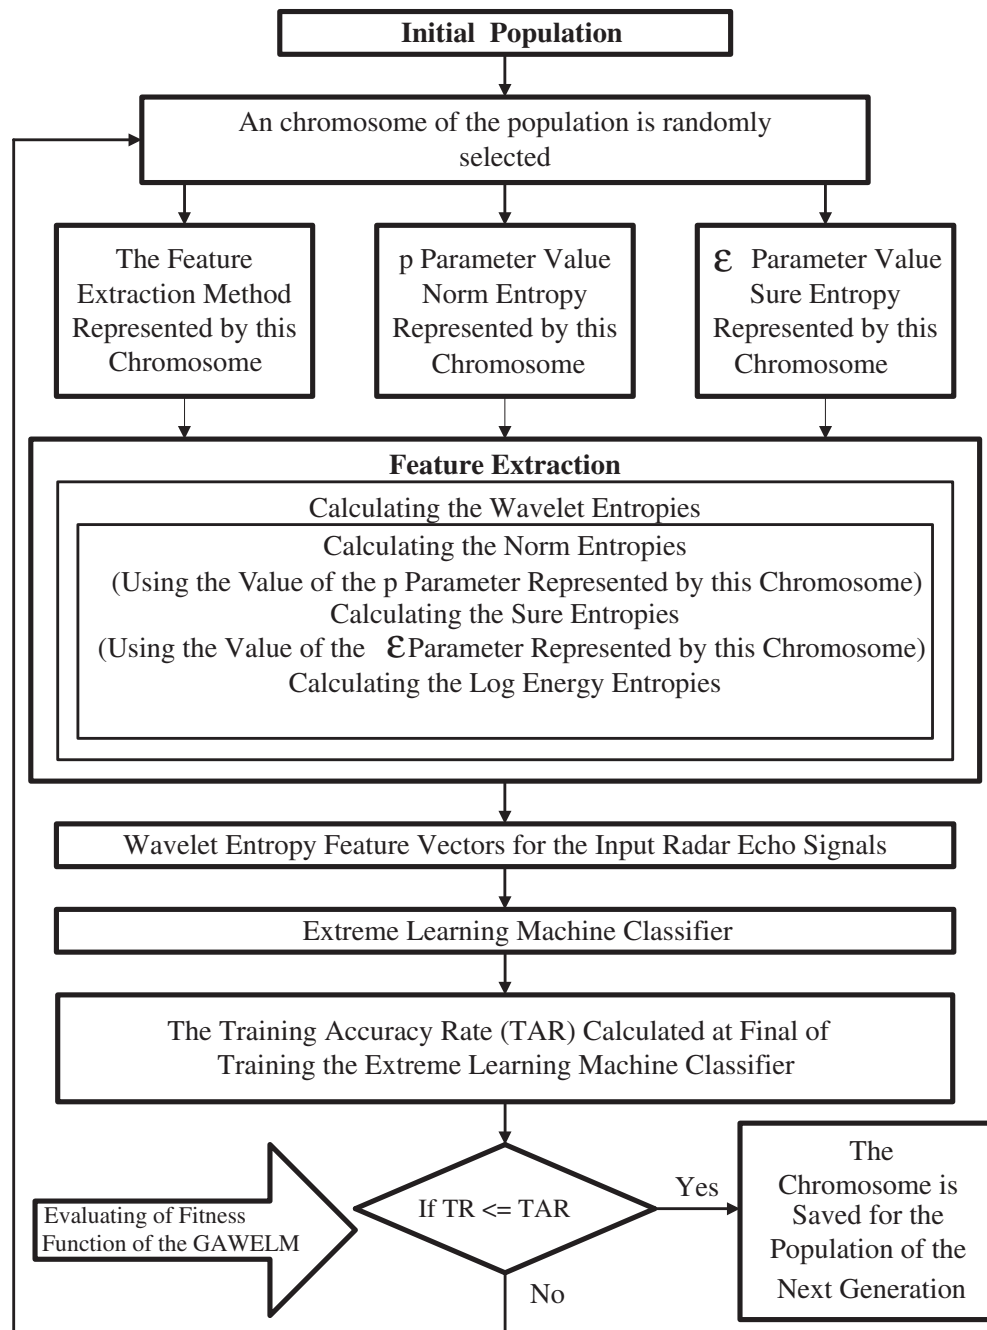 Initial Population
An chromosome of the population is randomly
selected
The Feature
Extraction Method
Represented by this
Chromosome
p Parameter Value
Norm Entropy
Represented by this
Chromosome
ε Parameter Value
Sure Entropy
Represented by this
Chromosome
Feature Extraction
Calculating the Wavelet Entropies
Calculating the Norm Entropies
(Using the Value of the p Parameter Represented by this Chromosome)
Calculating the Sure Entropies
(Using the Value of the ε Parameter Represented by this Chromosome)
Calculating the Log Energy Entropies
Wavelet Entropy Feature Vectors for the Input Radar Echo Signals
Extreme Learning Machine Classifier
The Training Accuracy Rate (TAR) Calculated at Final of
Training the Extreme Learning Machine Classifier
Evaluating of Fitness
Function of the GAWELM
If TR <= TAR
Yes
No
The
Chromosome is
Saved for the
Population of the
Next Generation